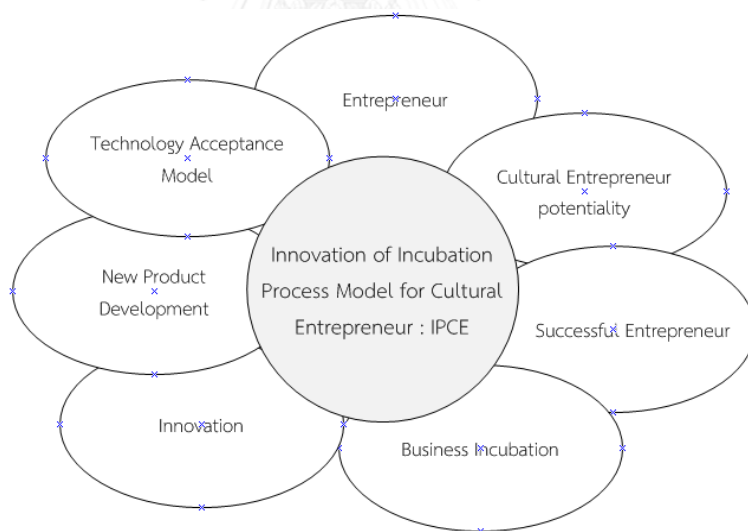 Entrepreneur
Technology Acceptance
Model
Cultural Entrepreneur
potentiality
Innovation of Incubation
Process Model for Cultural
Entrepreneur : IPCE
New Product
Development
Successful Entrepreneur
Innovation
Business Incubation